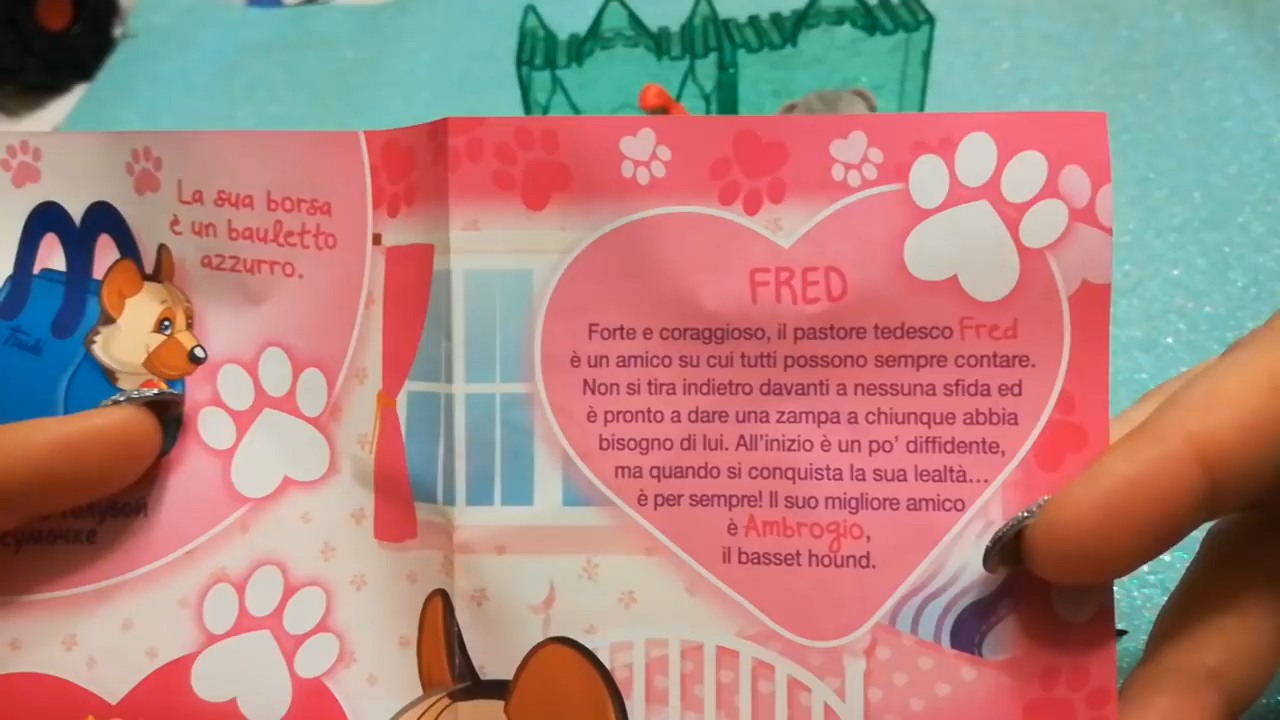 La sua borsa
è un bauletto
azzurro.
голубой
сумочке
FRED
Forte e coraggioso, il pastore tedesco Fred
è un amico su cui tutti possono sempre contare.
Non si tira indietro davanti a nessuna sfida ed
è pronto a dare una zampa a chiunque abbia
bisogno di lui. All'inizio è un po' diffidente,
ma quando si conquista la sua lealtà...
è per sempre! Il suo migliore amico
è Ambrogio,
il basset hound.